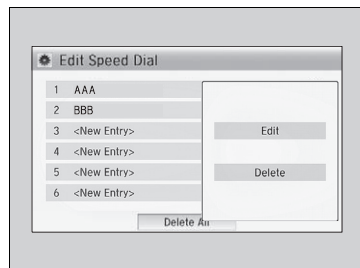 Edit Speed Dial
1 AAA
2 BBB
3 <New Entry>
4 <New Entry>
5 <New Entry>
6 <New Entry>
Edit
Delete
Delete All